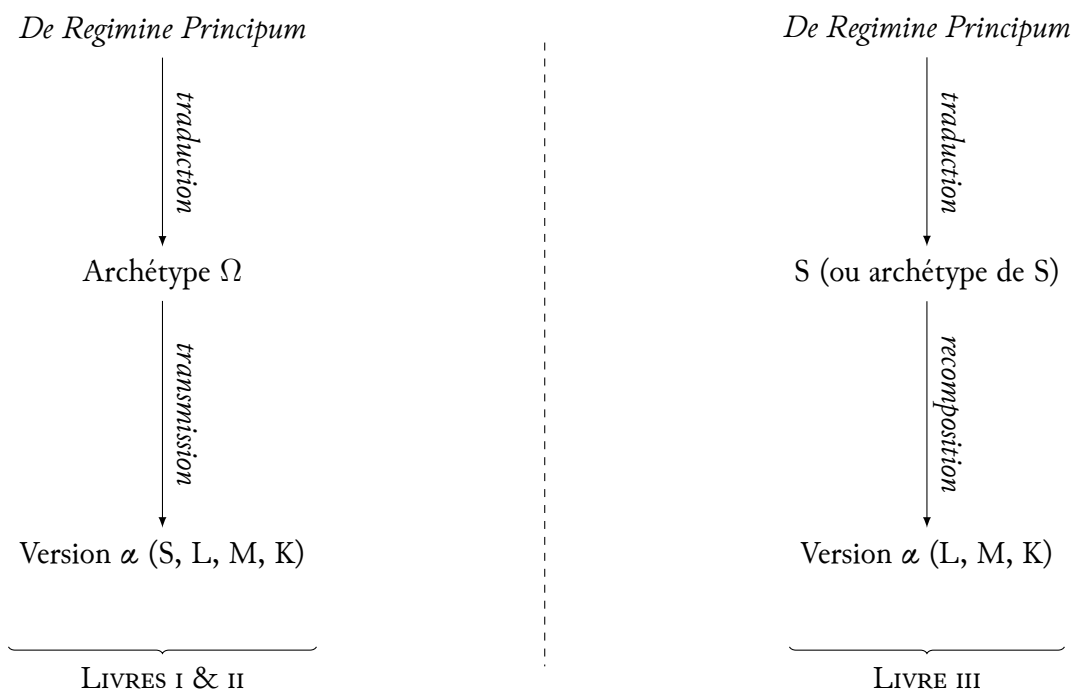 De Regimine Principum
traduction
Archétype Ω
transmission
Version α (S, L, M, K)
Livres i & ii
De Regimine Principum
traduction
S (ou archétype de S)
recomposition
Version α (L, M, K)
Livre iii